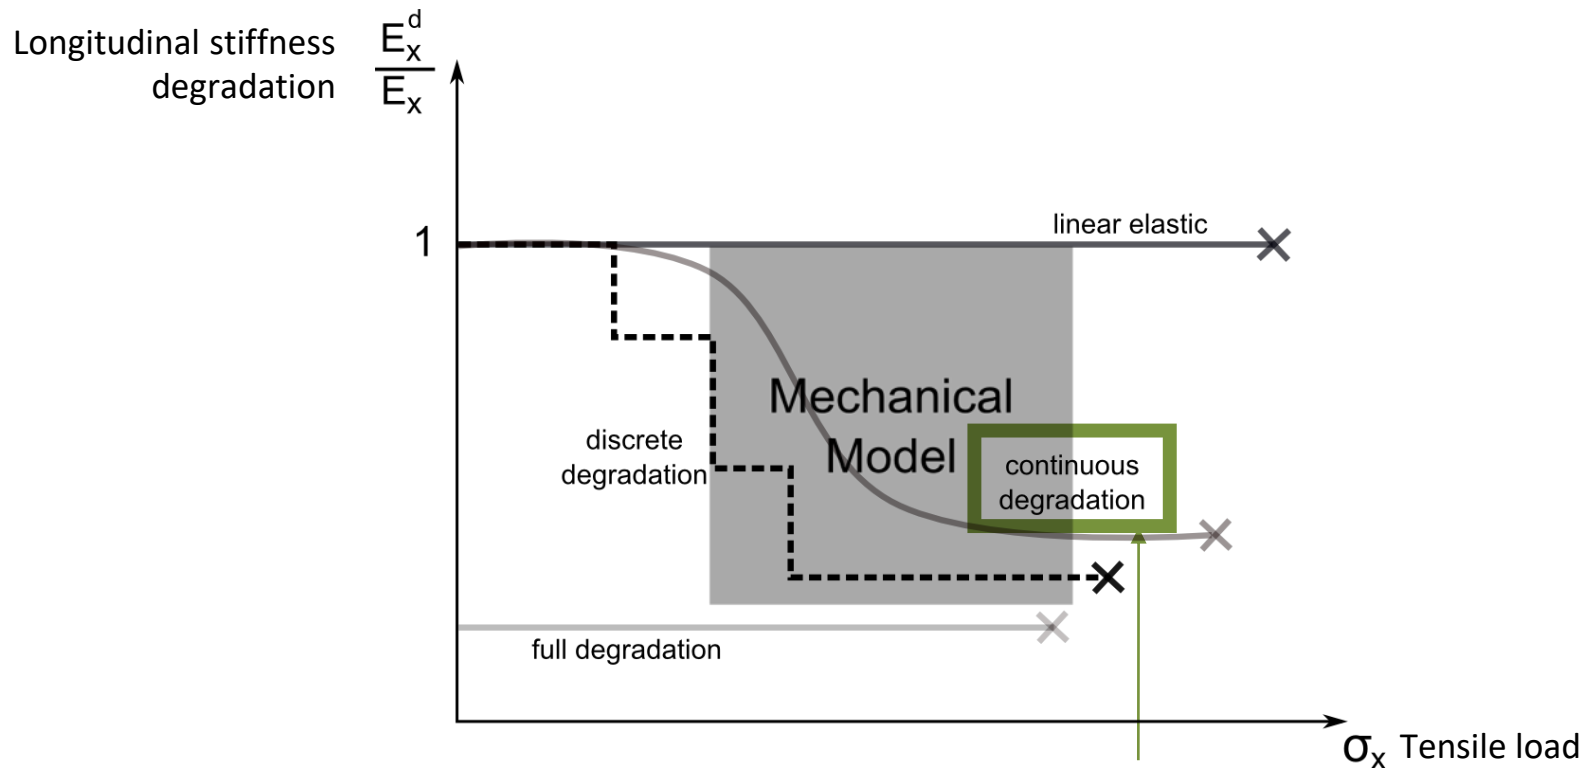 Longitudinal stiffness
degradation
E_x^d
E_x
1
linear elastic
Mechanical
Model
discrete
degradation
continuous
degradation
full degradation
σ_x Tensile load